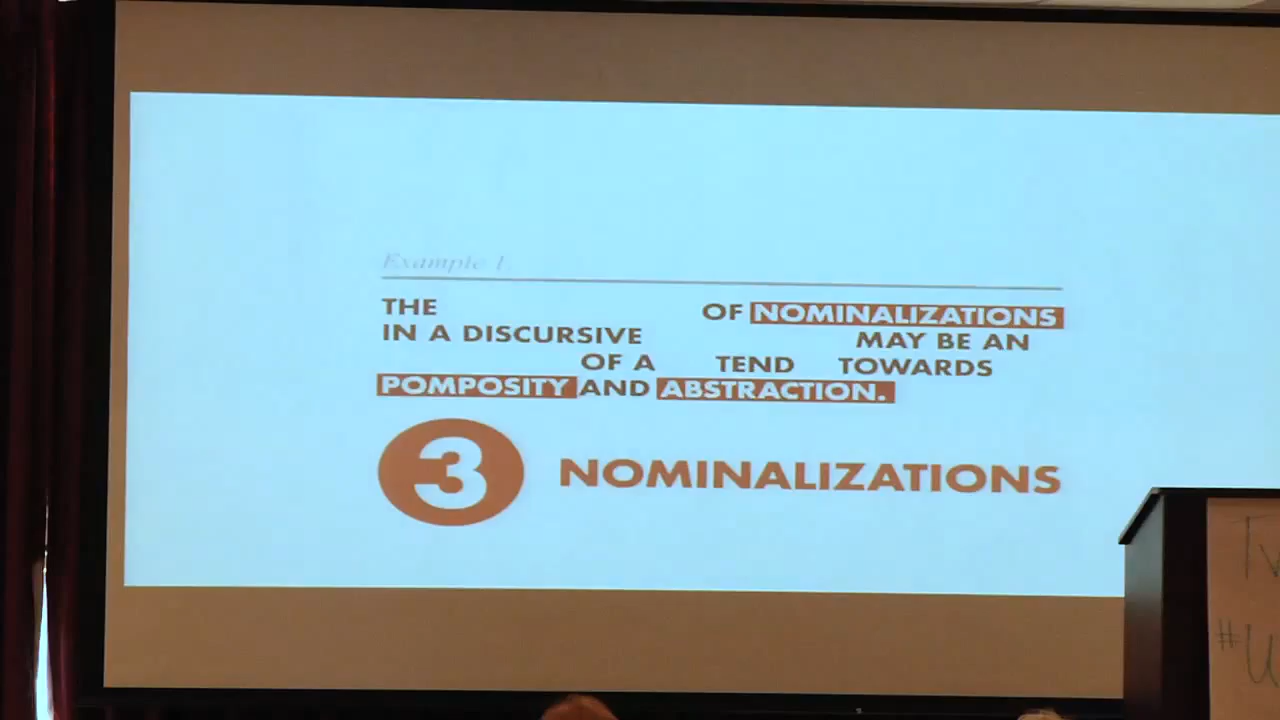 Example 1.
THE OF NOMINALIZATIONS
IN A DISCURSIVE MAY BE AN
OF A TEND TOWARDS
POMPOSITY AND ABSTRACTION.
3 NOMINALIZATIONS